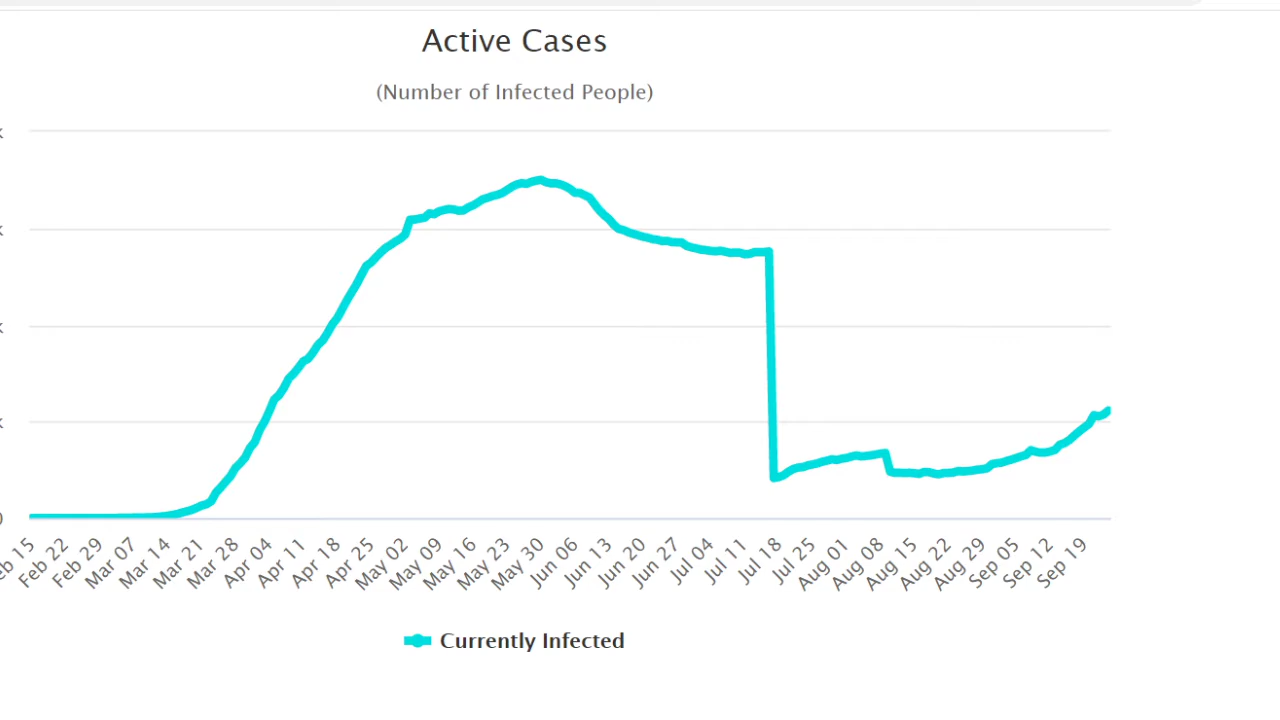 Active Cases
(Number of Infected People)
k
k
k
k
0
eb 15
Feb 22
Feb 29
Mar 07
Mar 14
Mar 21
Mar 28
Apr 04
Apr 11
Apr 18
Apr 25
May 02
May 09
May 16
May 23
May 30
Jun 06
Jun 13
Jun 20
Jun 27
Jul 04
Jul 11
Jul 18
Jul 25
Aug 01
Aug 08
Aug 15
Aug 22
Aug 29
Sep 05
Sep 12
Sep 19
Currently Infected